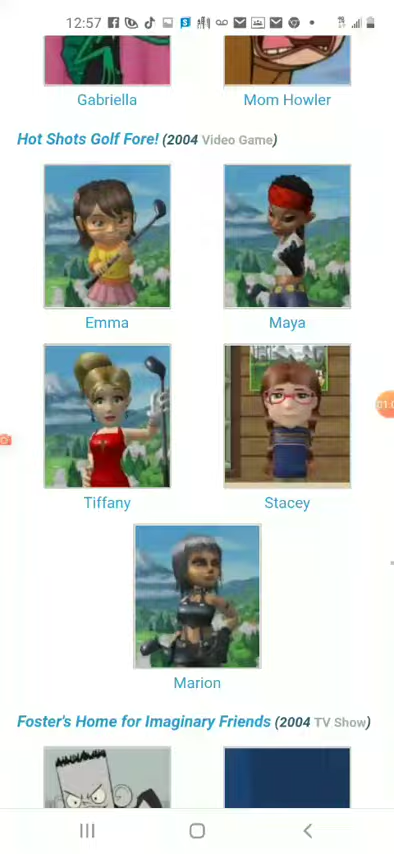 12:57
Gabriella
Mom Howler
Hot Shots Golf Fore! (2004 Video Game)
Emma
Maya
Tiffany
Stacey
Marion
Foster's Home for Imaginary Friends (2004 TV Show)